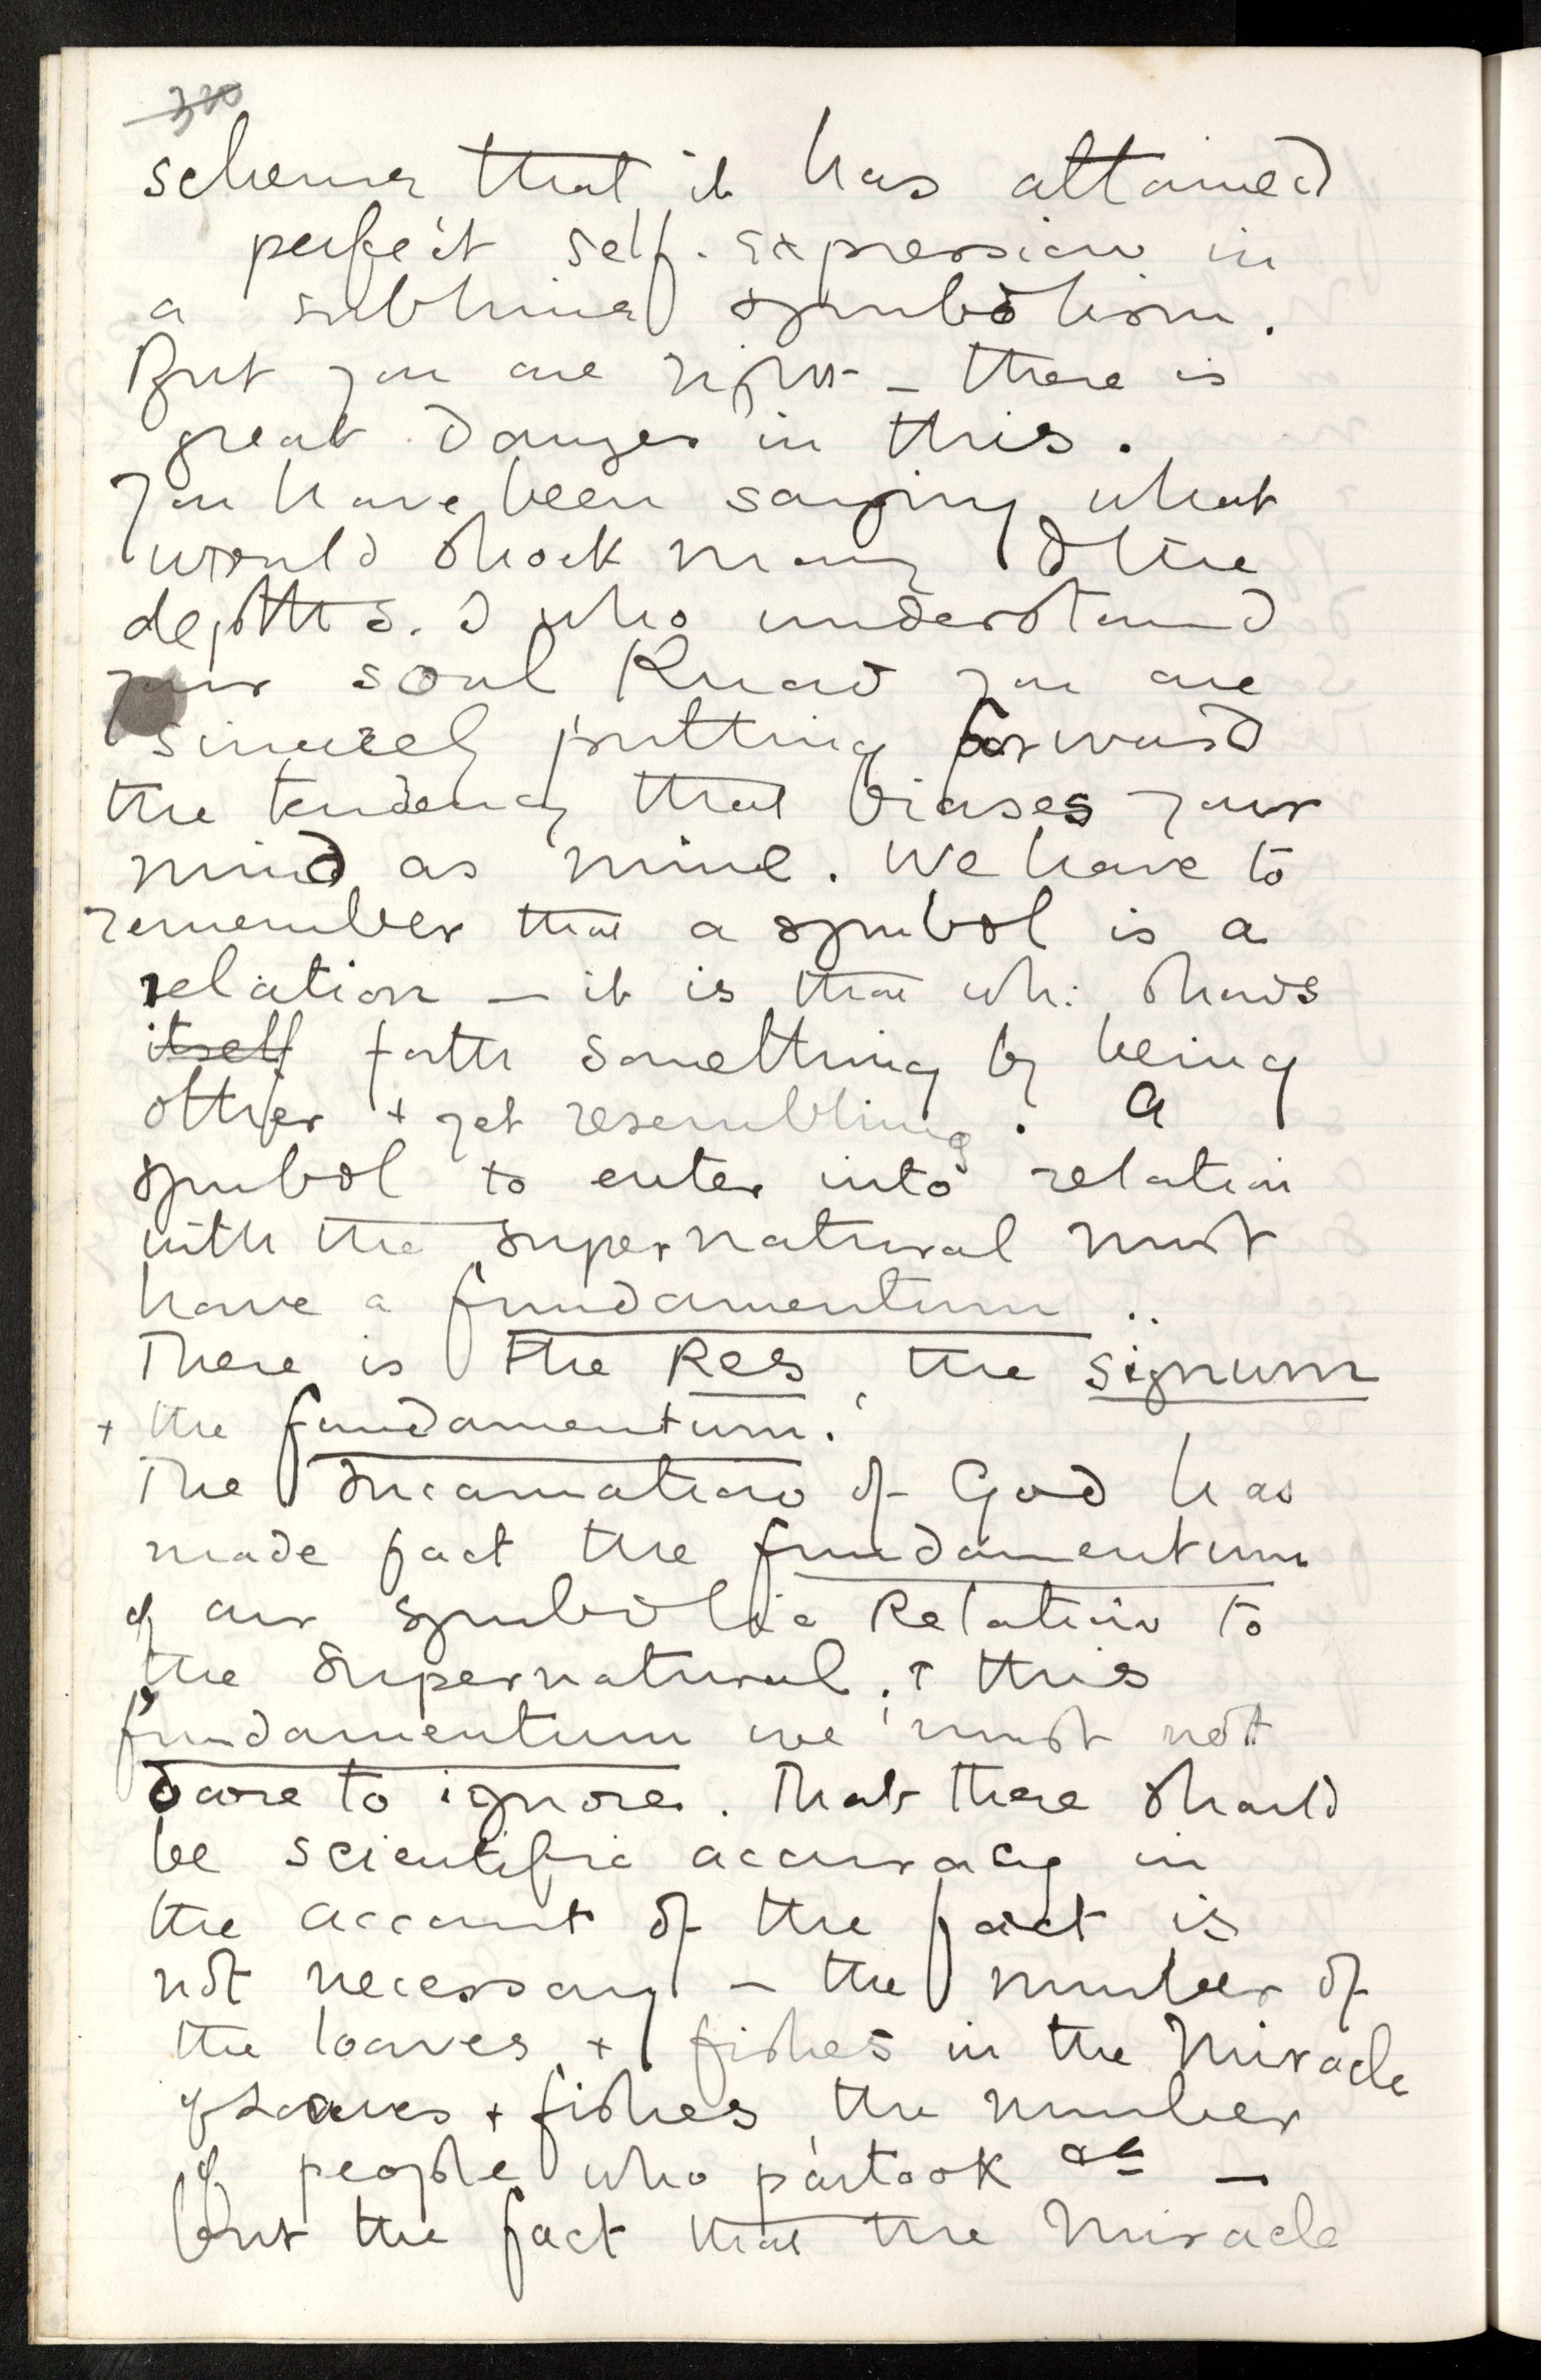 320
scheme that it has attained
perfect self-expression in
a sublime symbolism.
But you are right – there is
great danger in this.
You have been saying what
would shock many to the
depths. I who understand
your soul know you are
sincerely putting forward
the tendency that biases your
mind as mine. We have to
remember that a symbol is a
relation – it is that wh: shows
itself forth something by being
other + yet resembling. A
symbol to enter into relation
with the supernatural must
have a fundamentum ..
There is the Res, the signum
+ the fundamentum.
The Incarnation of God has
made fact the fundamentum
of our symbolic Relation to
the supernatural. + this
fundamentum we must not
dare to ignore. That there should
be scientific accuracy in
the account of the fact is
not necessary – the number of
the loaves + fishes in the Miracle
of Loaves + fishes, the number
of people who partook &c –
but the fact that the Miracle